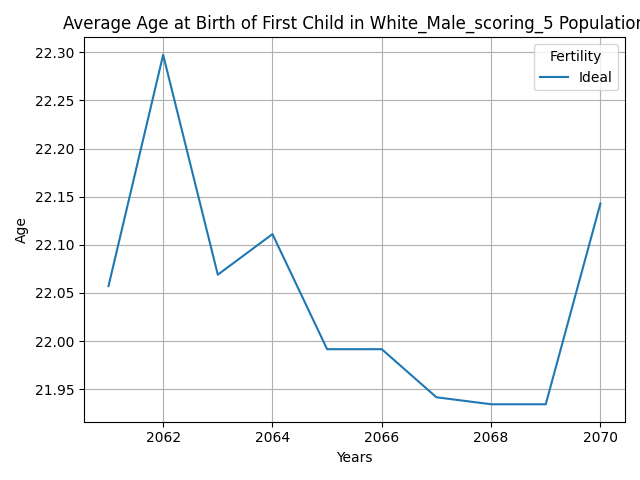 Average Age at Birth of First Child in White_Male_scoring_5 Population
Fertility
Ideal
22.30
22.25
22.20
22.15
22.10
22.05
22.00
21.95
Age
2062 2064 2066 2068 2070
Years